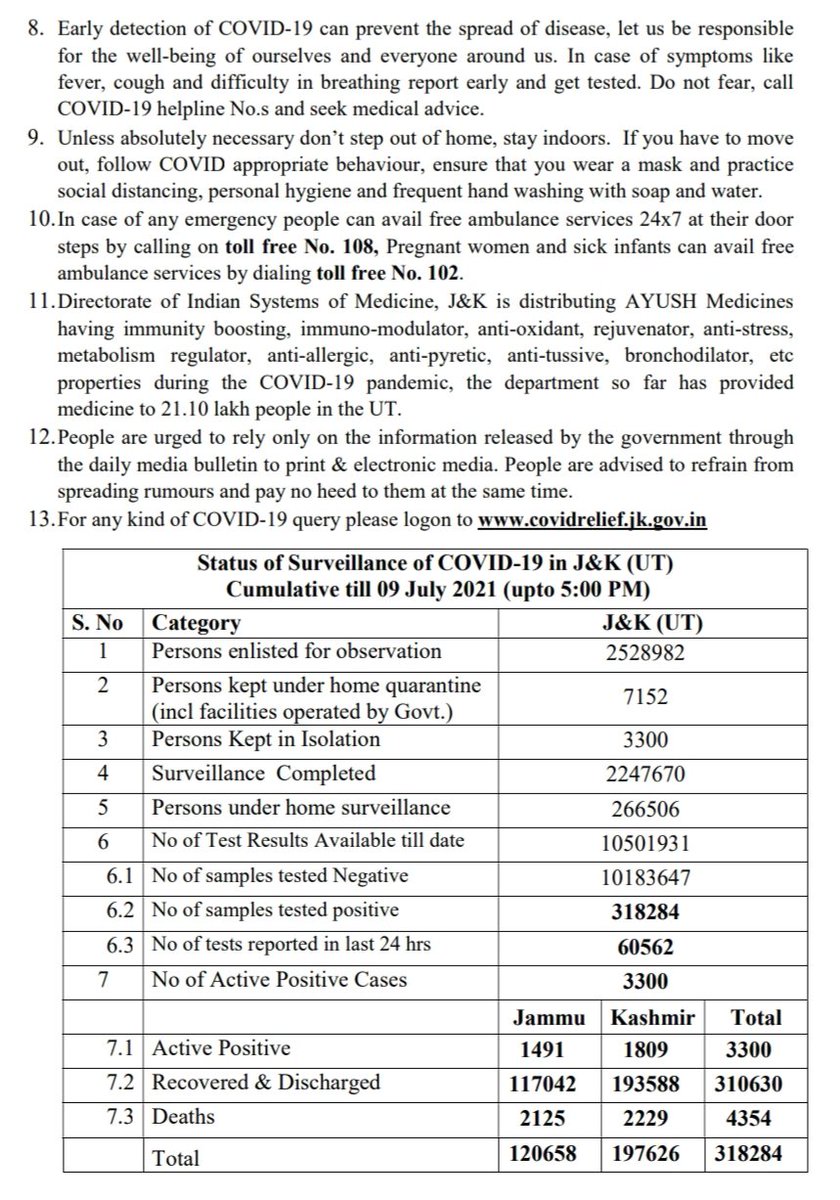 8. Early detection of COVID-19 can prevent the spread of disease, let us be responsible
for the well-being of ourselves and everyone around us. In case of symptoms like
fever, cough and difficulty in breathing report early and get tested. Do not fear, call
COVID-19 helpline No.s and seek medical advice.
9. Unless absolutely necessary don’t step out of home, stay indoors. If you have to move
out, follow COVID appropriate behaviour, ensure that you wear a mask and practice
social distancing, personal hygiene and frequent hand washing with soap and water.
10. In case of any emergency people can avail free ambulance services 24x7 at their door
steps by calling on toll free No. 108, Pregnant women and sick infants can avail free
ambulance services by dialing toll free No. 102.
11. Directorate of Indian Systems of Medicine, J&K is distributing AYUSH Medicines
having immunity boosting, immuno-modulator, anti-oxidant, rejuvenator, anti-stress,
metabolism regulator, anti-allergic, anti-pyretic, anti-tussive, bronchodilator, etc
properties during the COVID-19 pandemic, the department so far has provided
medicine to 21.10 lakh people in the UT.
12. People are urged to rely only on the information released by the government through
the daily media bulletin to print & electronic media. People are advised to refrain from
spreading rumours and pay no heed to them at the same time.
13. For any kind of COVID-19 query please logon to www.covidrelief.jk.gov.in
Status of Surveillance of COVID-19 in J&K (UT)
Cumulative till 09 July 2021 (upto 5:00 PM)
S. No Category J&K (UT)
1 Persons enlisted for observation 2528982
2 Persons kept under home quarantine
(incl facilities operated by Govt.) 7152
3 Persons Kept in Isolation 3300
4 Surveillance Completed 2247670
5 Persons under home surveillance 266506
6 No of Test Results Available till date 10501931
6.1 No of samples tested Negative 10183647
6.2 No of samples tested positive 318284
6.3 No of tests reported in last 24 hrs 60562
7 No of Active Positive Cases 3300
Jammu Kashmir Total
7.1 Active Positive 1491 1809 3300
7.2 Recovered & Discharged 117042 193588 310630
7.3 Deaths 2125 2229 4354
Total 120658 197626 318284